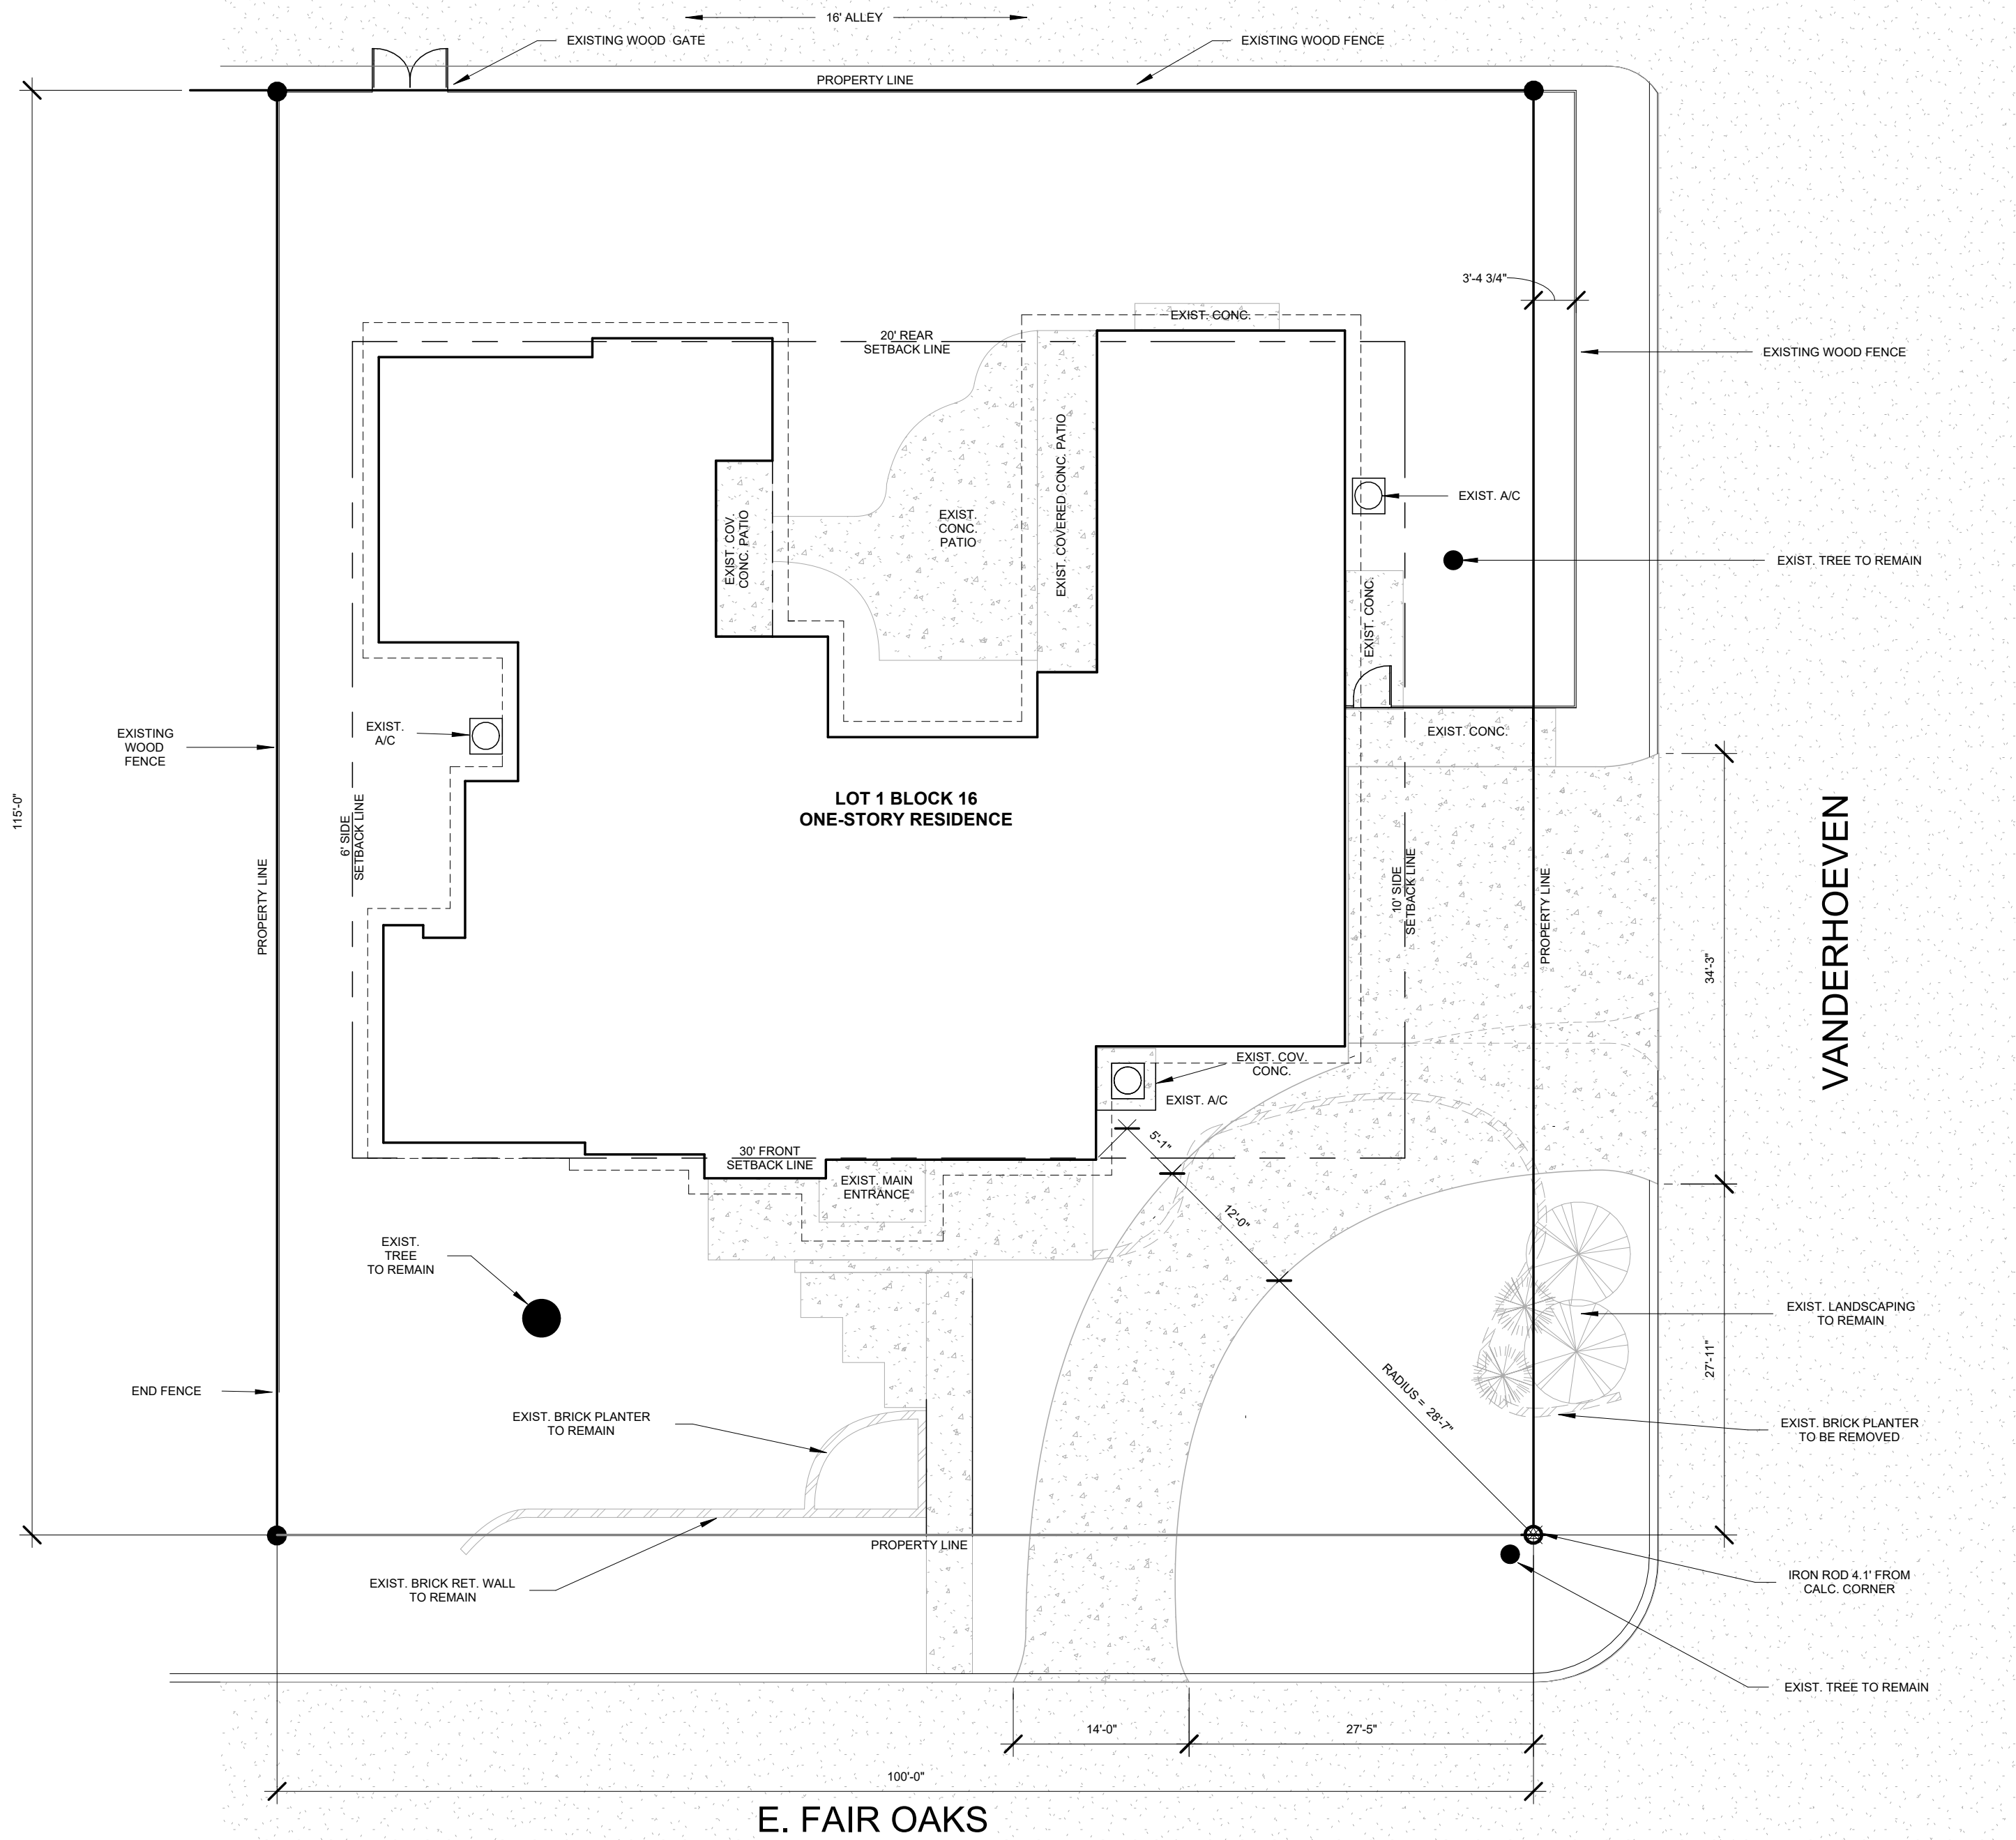 16' ALLEY
EXISTING WOOD GATE
EXISTING WOOD FENCE
PROPERTY LINE
3'-4 3/4"
EXIST. CONC.
20' REAR
SETBACK LINE
EXISTING WOOD FENCE
EXIST. COVERED CONC. PATIO
EXIST. A/C
EXIST. COV.
CONC. PATIO
EXIST.
CONC.
PATIO
EXIST. TREE TO REMAIN
EXIST. CONC.
EXISTING
WOOD
FENCE
EXIST.
A/C
EXIST. CONC.
115'-0"
LOT 1 BLOCK 16
ONE-STORY RESIDENCE
6' SIDE
SETBACK LINE
PROPERTY LINE
10' SIDE
SETBACK LINE
PROPERTY LINE
34'-3"
VANDERHOEVEN
EXIST. COV.
CONC.
EXIST. A/C
5'-1"
30' FRONT
SETBACK LINE
EXIST. MAIN
ENTRANCE
12'-0"
EXIST.
TREE
TO REMAIN
EXIST. LANDSCAPING
TO REMAIN
27'-11"
RADIUS = 28'-7"
END FENCE
EXIST. BRICK PLANTER
TO REMAIN
EXIST. BRICK PLANTER
TO BE REMOVED
PROPERTY LINE
EXIST. BRICK RET. WALL
TO REMAIN
IRON ROD 4.1' FROM
CALC. CORNER
EXIST. TREE TO REMAIN
14'-0"
27'-5"
100'-0"
E. FAIR OAKS